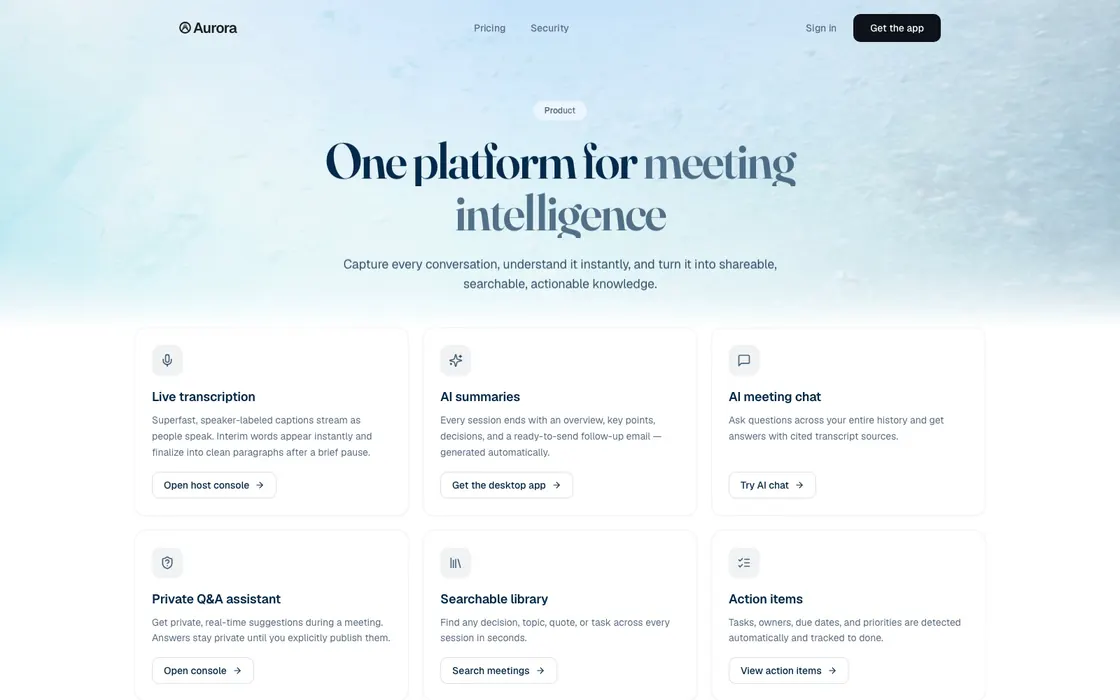 Aurora
Pricing
Security
Sign in
Get the app
Product
One platform for meeting
intelligence
Capture every conversation, understand it instantly, and turn it into shareable,
searchable, actionable knowledge.
Live transcription
Superfast, speaker-labeled captions stream as
people speak. Interim words appear instantly and
finalize into clean paragraphs after a brief pause.
Open host console →
AI summaries
Every session ends with an overview, key points,
decisions, and a ready-to-send follow-up email —
generated automatically.
Get the desktop app →
AI meeting chat
Ask questions across your entire history and get
answers with cited transcript sources.
Try AI chat →
Private Q&A assistant
Get private, real-time suggestions during a meeting.
Answers stay private until you explicitly publish them.
Open console →
Searchable library
Find any decision, topic, quote, or task across every
session in seconds.
Search meetings →
Action items
Tasks, owners, due dates, and priorities are detected
automatically and tracked to done.
View action items →